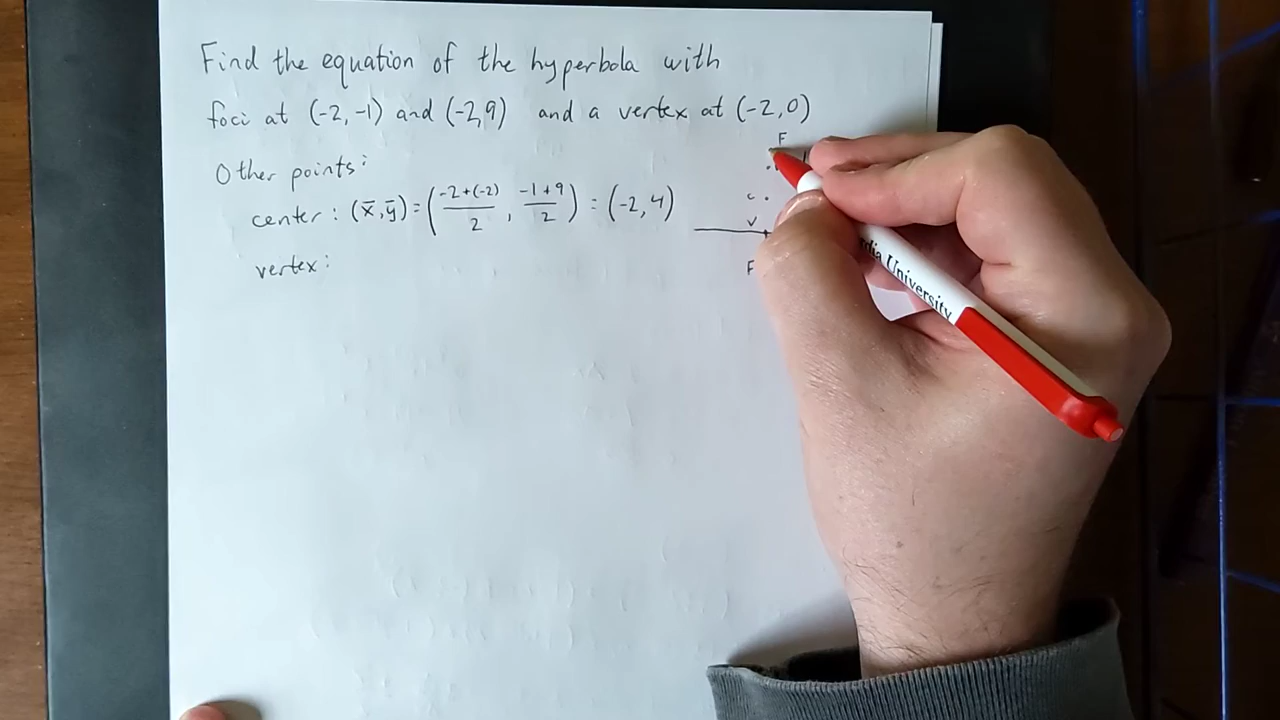 Find the equation of the hyperbola with
foci at (-2,-1) and (-2,9) and a vertex at (-2,0)
Other points:
center: (x̄,ȳ)=(-2+(-2)/2, -1+9/2) = (-2,4)
vertex:
F
c
V
F
University